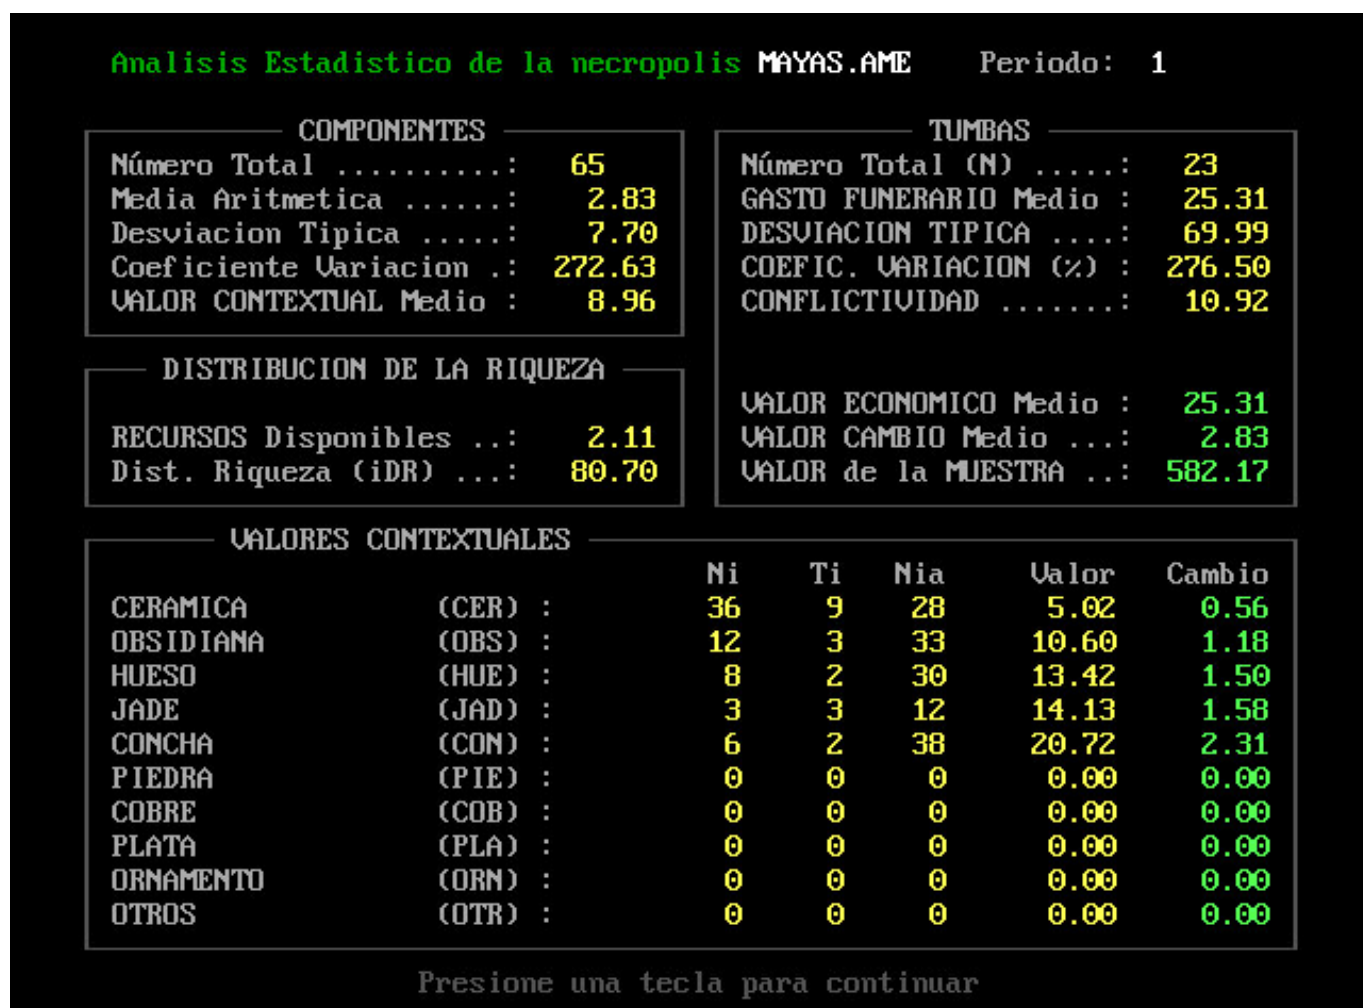 Analisis Estadistico de la necropolis MAYAS.AME Periodo: 1
COMPONENTES
Número Total ..........: 65
Media Aritmetica ......: 2.83
Desviacion Tipica .....: 7.70
Coeficiente Variacion .: 272.63
VALOR CONTEXTUAL Medio : 8.96
TUMBAS
Número Total (N) .....: 23
GASTO FUNERARIO Medio : 25.31
DESVIACION TIPICA ....: 69.99
COEFIC. VARIACION (%) : 276.50
CONFLICTIVIDAD .......: 10.92
VALOR ECONOMICO Medio : 25.31
VALOR CAMBIO Medio ...: 2.83
VALOR de la MUESTRA ..: 582.17
DISTRIBUCION DE LA RIQUEZA
RECURSOS Disponibles ..: 2.11
Dist. Riqueza (iDR) ...: 80.70
VALORES CONTEXTUALES
Ni Ti Nia Valor Cambio
CERAMICA (CER) : 36 9 28 5.02 0.56
OBSIDIANA (OBS) : 12 3 33 10.60 1.18
HUESO (HUE) : 8 2 30 13.42 1.50
JADE (JAD) : 3 3 12 14.13 1.58
CONCHA (CON) : 6 2 38 20.72 2.31
PIEDRA (PIE) : 0 0 0 0.00 0.00
COBRE (COB) : 0 0 0 0.00 0.00
PLATA (PLA) : 0 0 0 0.00 0.00
ORNAMENTO (ORN) : 0 0 0 0.00 0.00
OTROS (OTR) : 0 0 0 0.00 0.00
Presione una tecla para continuar